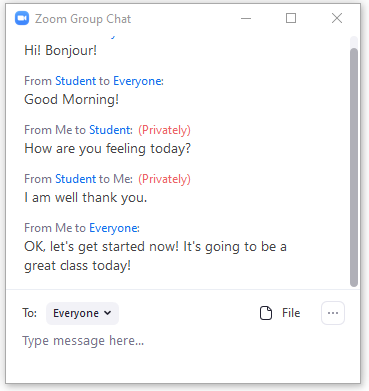 Zoom Group Chat
Hi! Bonjour!
From Student to Everyone:
Good Morning!
From Me to Student: (Privately)
How are you feeling today?
From Student to Me: (Privately)
I am well thank you.
From Me to Everyone:
OK, let's get started now! It's going to be a
great class today!
To: Everyone File
Type message here...